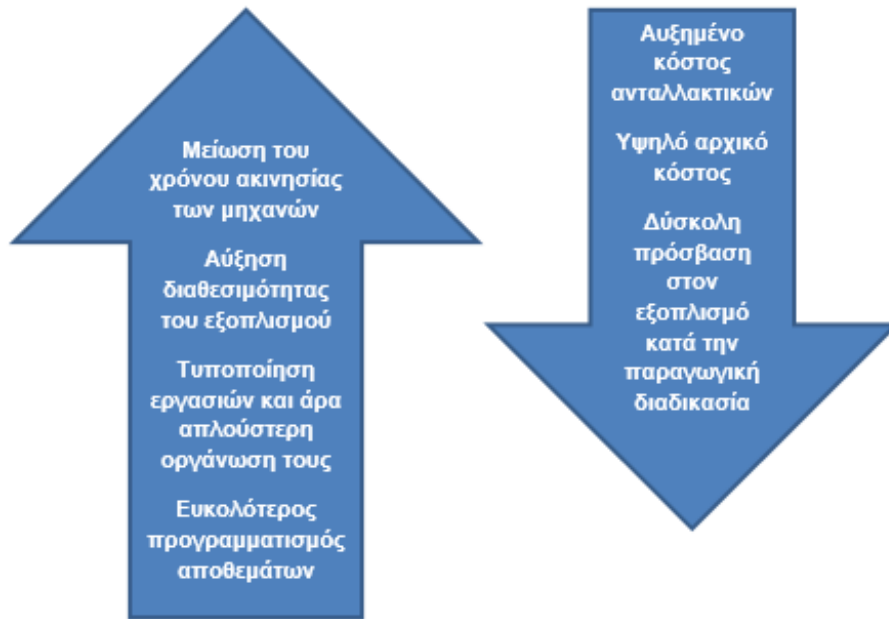 Μείωση του
χρόνου ακινησίας
των μηχανών
Αύξηση
διαθεσιμότητας
του εξοπλισμού
Τυποποίηση
εργασιών και άρα
απλούστερη
οργάνωση τους
Ευκολότερος
προγραμματισμός
αποθεμάτων
Αυξημένο
κόστος
ανταλλακτικών
Υψηλό αρχικό
κόστος
Δύσκολη
πρόσβαση
στον
εξοπλισμό
κατά την
παραγωγική
διαδικασία